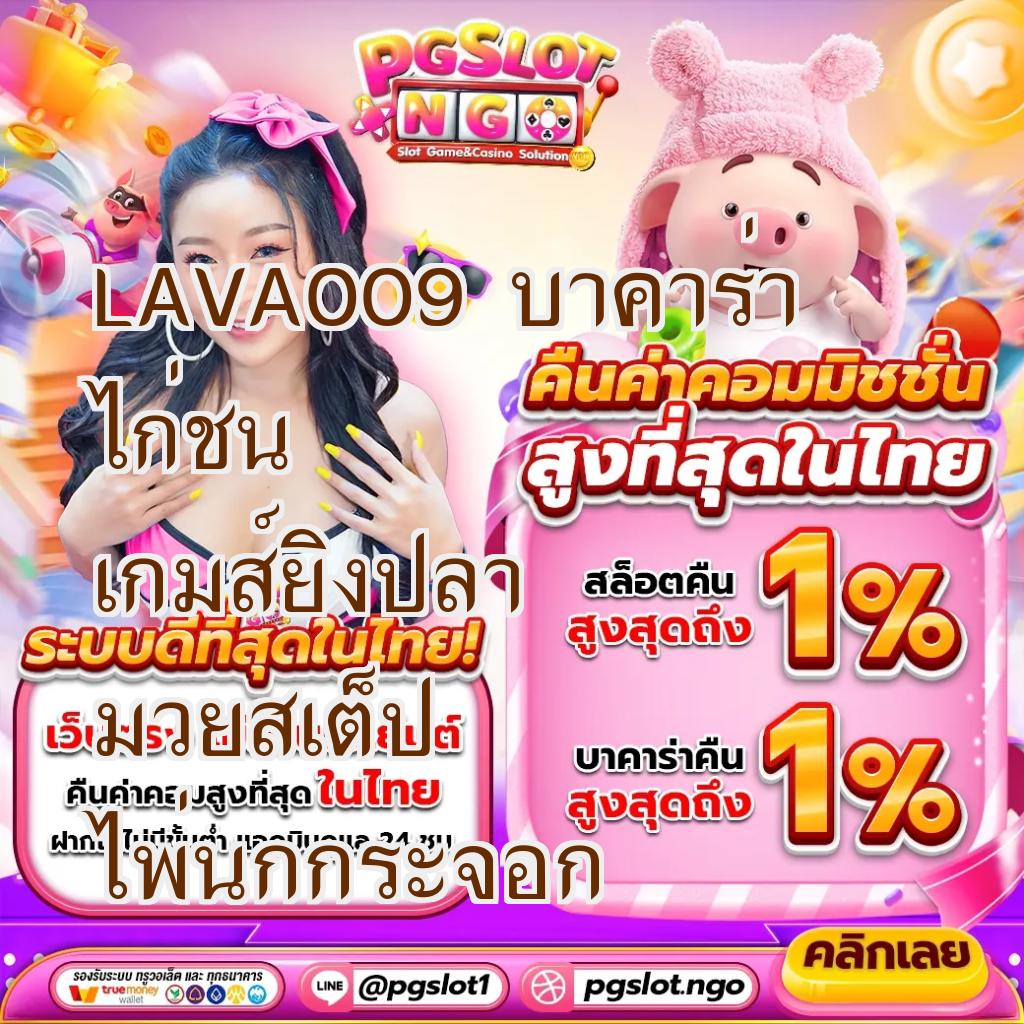 PGSLOT
NGO
Slot Game&Casino Solution
LAVA009 บาคาร่า
ไก่ชน
เกมส์ยิงปลา
มวยสเต็ป
ไพ่นกกระจอก
คืนค่าคอมมิชชั่น
สูงที่สุดในไทย
สล็อตคืน
สูงสุดถึง
1%
บาคาร่าคืน
สูงสุดถึง
1%
ระบบดีที่สุดในไทย!
คืนค่าคอมสูงที่สุด ในไทย
24 ชม.
คลิกเลย
รองรับระบบ ทรูวอเล็ต และ ทุกธนาคาร
truemoney
wallet
LINE @pgslot1
pgslot.ngo